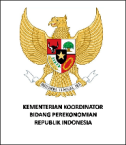 KEMENTERIAN KOORDINATOR
BIDANG PEREKONOMIAN
REPUBLIK INDONESIA